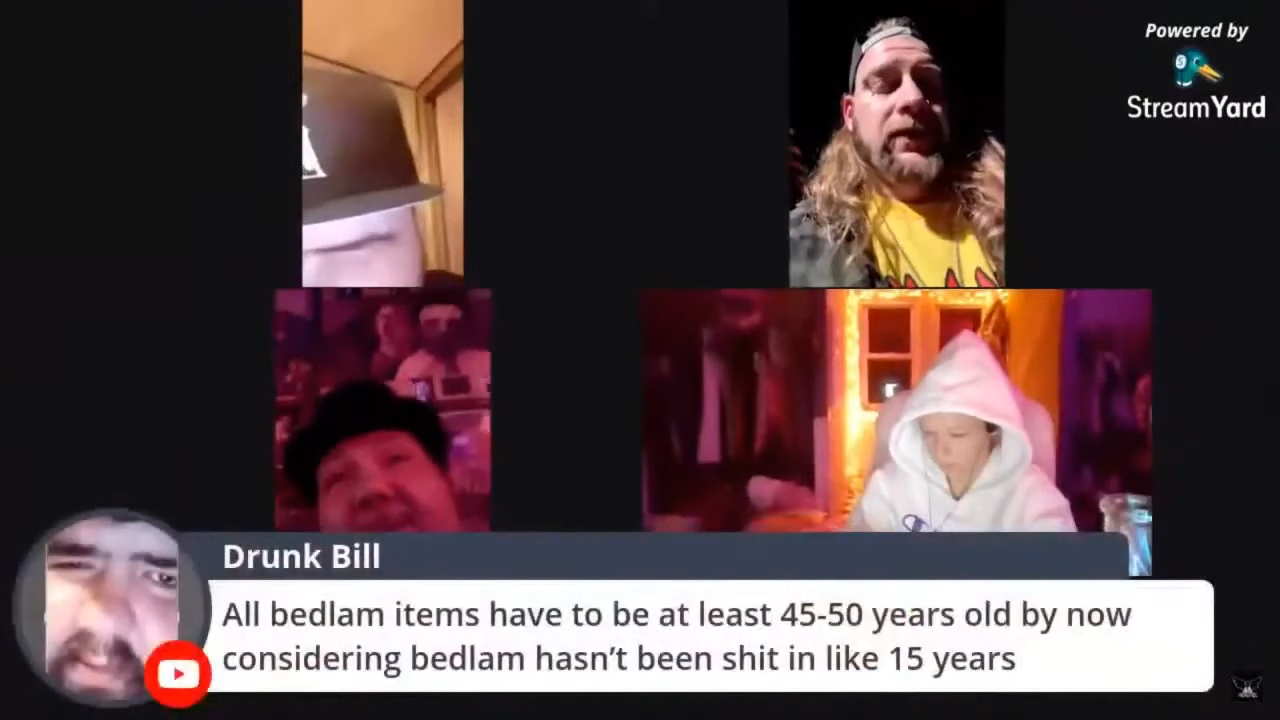 Powered by
StreamYard
Drunk Bill
All bedlam items have to be at least 45-50 years old by now
considering bedlam hasn't been shit in like 15 years